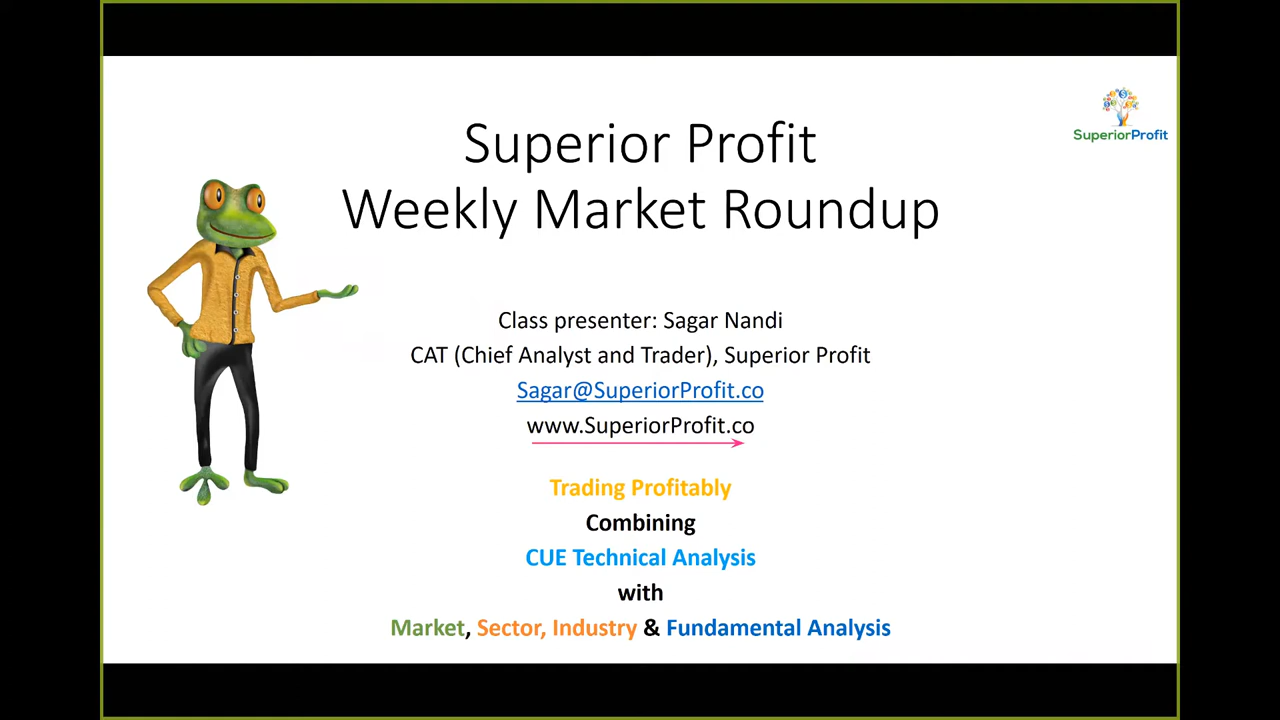 Superior Profit
Weekly Market Roundup
SuperiorProfit
Class presenter: Sagar Nandi
CAT (Chief Analyst and Trader), Superior Profit
Sagar@SuperiorProfit.co
www.SuperiorProfit.co
Trading Profitably
Combining
CUE Technical Analysis
with
Market, Sector, Industry & Fundamental Analysis